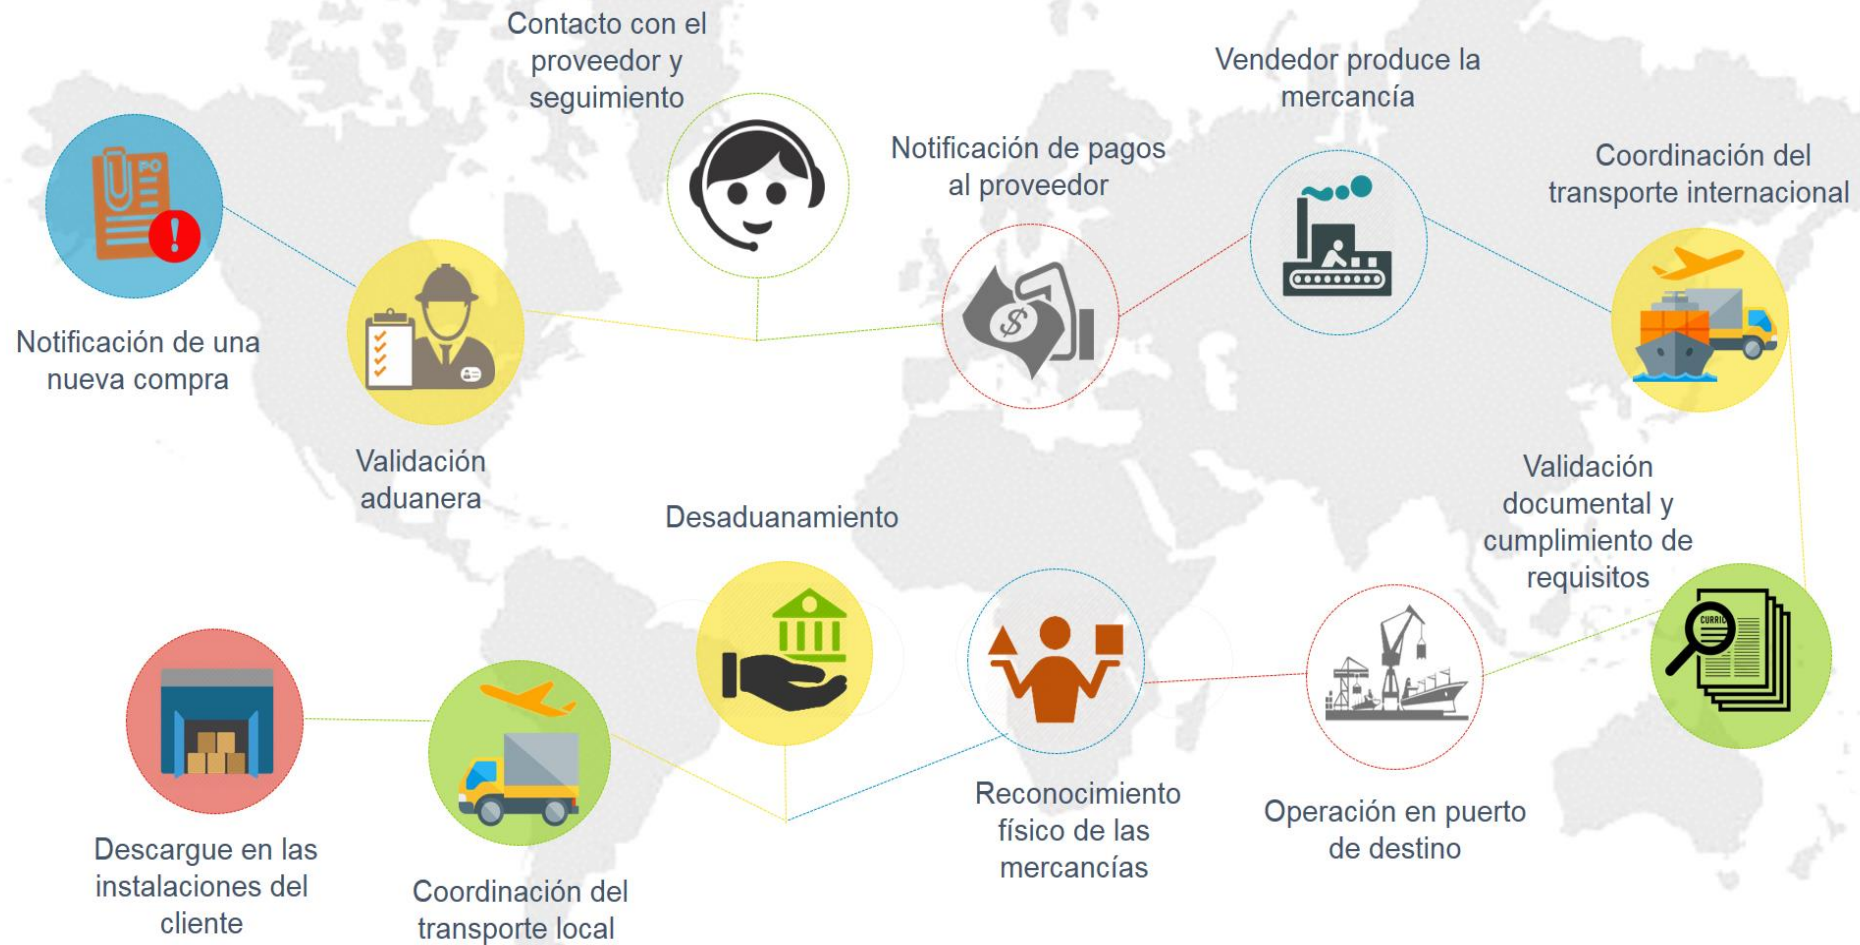 Notificación de una
nueva compra
PO
!
Validación
aduanera
Contacto con el
proveedor y
seguimiento
Notificación de pagos
al proveedor
$
Vendedor produce la
mercancía
Coordinación del
transporte internacional
Validación
documental y
cumplimiento de
requisitos
CURRIC
Operación en puerto
de destino
Reconocimiento
físico de las
mercancías
Desaduanamiento
Coordinación del
transporte local
Descargue en las
instalaciones del
cliente